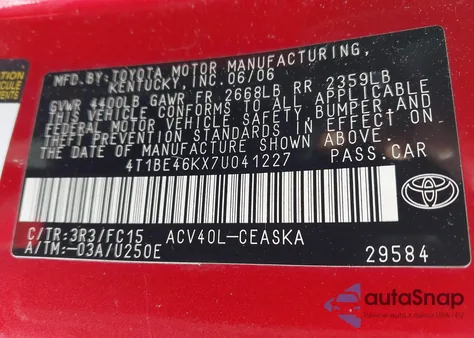 MFD. BY: TOYOTA MOTOR MANUFACTURING,
KENTUCKY, INC. 06/06
GVWR 4400LB GAWR FR 2668LB RR 2359LB
THIS VEHICLE CONFORMS TO ALL APPLICABLE
FEDERAL MOTOR VEHICLE SAFETY, BUMPER, AND
THEFT PREVENTION STANDARDS IN EFFECT ON
THE DATE OF MANUFACTURE SHOWN ABOVE.
4T1BE46KX7U041227 PASS.CAR
C/TR:3R3/FC15 ACV40L-CEASKA
A/TM:-03A/U250E 29584
VEHICULE
autoSnap